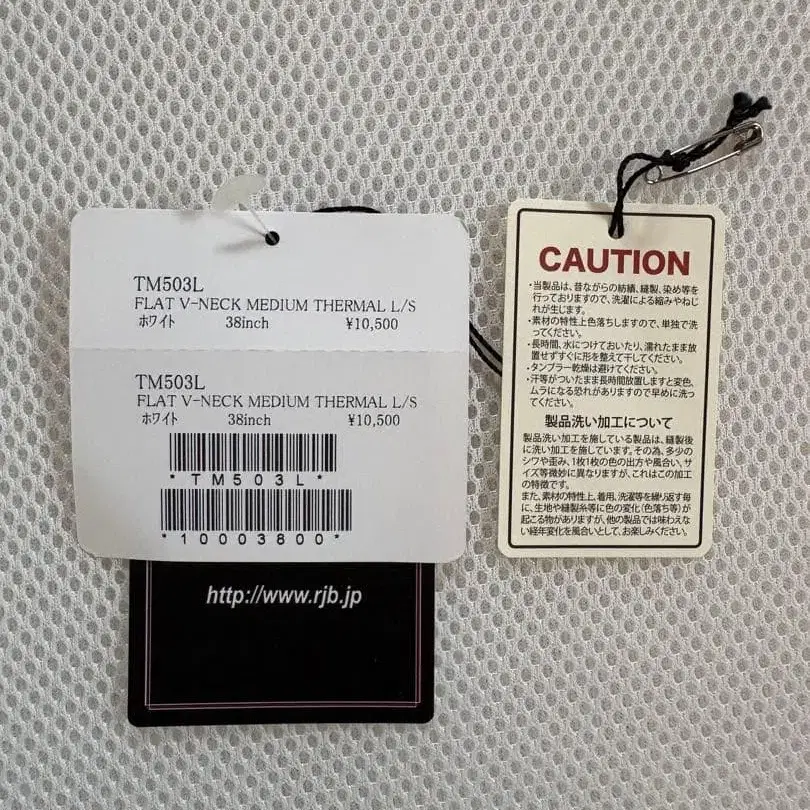 TM503L
FLAT V-NECK MEDIUM THERMAL L/S
ホワイト 38inch ¥10,500
TM503L
FLAT V-NECK MEDIUM THERMAL L/S
ホワイト 38inch ¥10,500
*TM503L*
*10003800*
http://www.rjb.jp
CAUTION
・当製品は、昔ながらの紡績、縫製、染め等を
行っておりますので、洗濯による縮みやねじ
れが生じます。
・素材の特性上色落ちしますので、単独で洗
ってください。
・長時間、水につけておいたり、濡れたまま放
置せずすぐに形を整えて干してください。
・タンブラー乾燥は避けてください。
・汗等がついたまま長時間放置しますと変色、
ムラになる恐れがありますので早めに洗っ
てください。
製品洗い加工について
製品洗い加工を施している製品は、縫製後
に洗い加工を施しています。その為、多少の
シワや歪み、1枚1枚の色の出方や風合い、サ
イズ等微妙に異なりますが、これはこの加工
の特徴です。
また、素材の特性上、着用、洗濯等を繰り返す毎
に、生地や縫製糸等に色の変化(色落ち等)が
起こる物がありますが、他の製品では味わえな
い経年変化を風合いとして、お楽しみください。